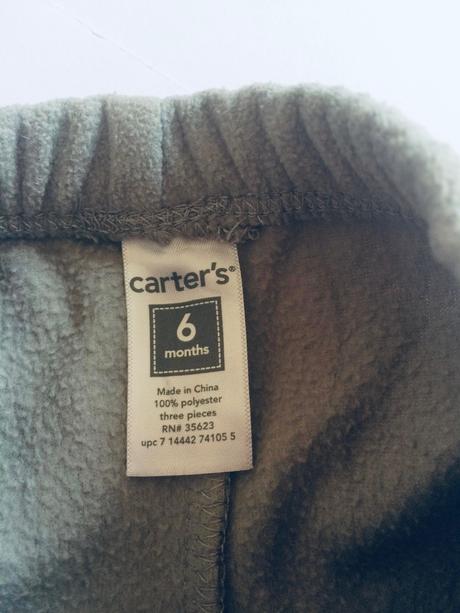 carter's®
6
months
Made in China
100% polyester
three pieces
RN# 35623
upc 7 14442 74105 5